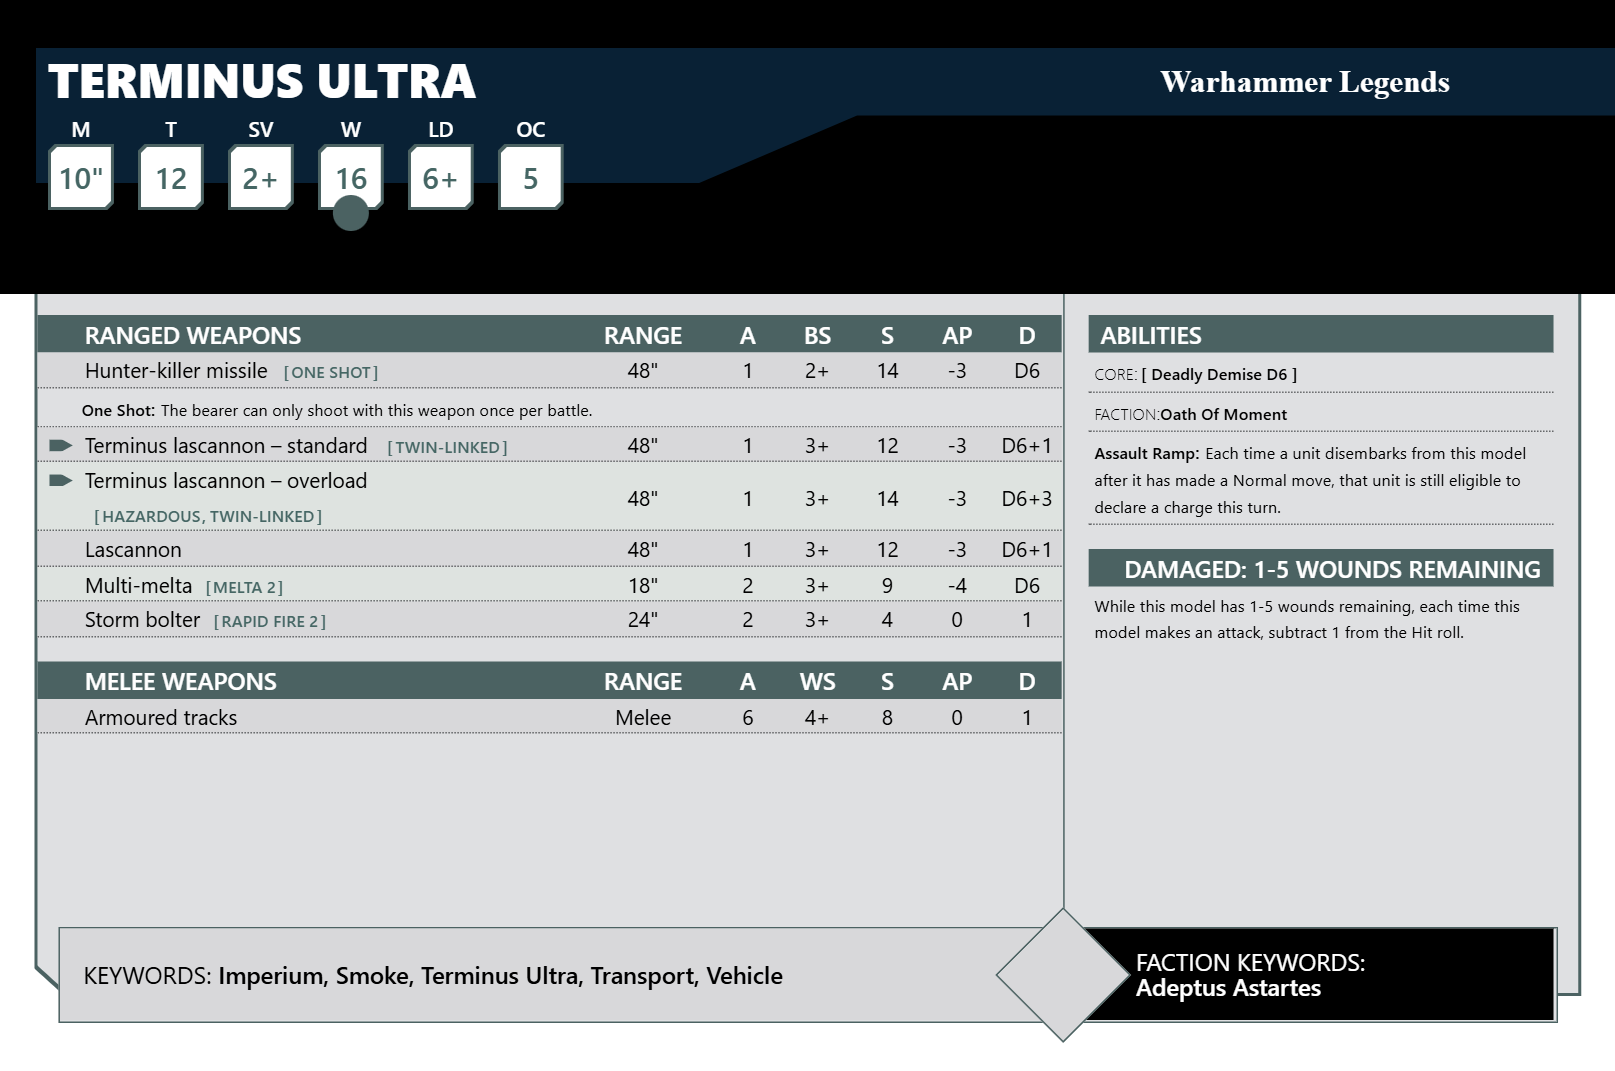 TERMINUS ULTRA
Warhammer Legends
M T SV W LD OC
10" 12 2+ 16 6+ 5
RANGED WEAPONS RANGE A BS S AP D
Hunter-killer missile [ONE SHOT] 48" 1 2+ 14 -3 D6
One Shot: The bearer can only shoot with this weapon once per battle.
Terminus lascannon – standard [TWIN-LINKED] 48" 1 3+ 12 -3 D6+1
Terminus lascannon – overload
[HAZARDOUS, TWIN-LINKED] 48" 1 3+ 14 -3 D6+3
Lascannon 48" 1 3+ 12 -3 D6+1
Multi-melta [MELTA 2] 18" 2 3+ 9 -4 D6
Storm bolter [RAPID FIRE 2] 24" 2 3+ 4 0 1
MELEE WEAPONS RANGE A WS S AP D
Armoured tracks Melee 6 4+ 8 0 1
ABILITIES
CORE: [ Deadly Demise D6 ]
FACTION:Oath Of Moment
Assault Ramp: Each time a unit disembarks from this model
after it has made a Normal move, that unit is still eligible to
declare a charge this turn.
DAMAGED: 1-5 WOUNDS REMAINING
While this model has 1-5 wounds remaining, each time this
model makes an attack, subtract 1 from the Hit roll.
KEYWORDS: Imperium, Smoke, Terminus Ultra, Transport, Vehicle
FACTION KEYWORDS:
Adeptus Astartes